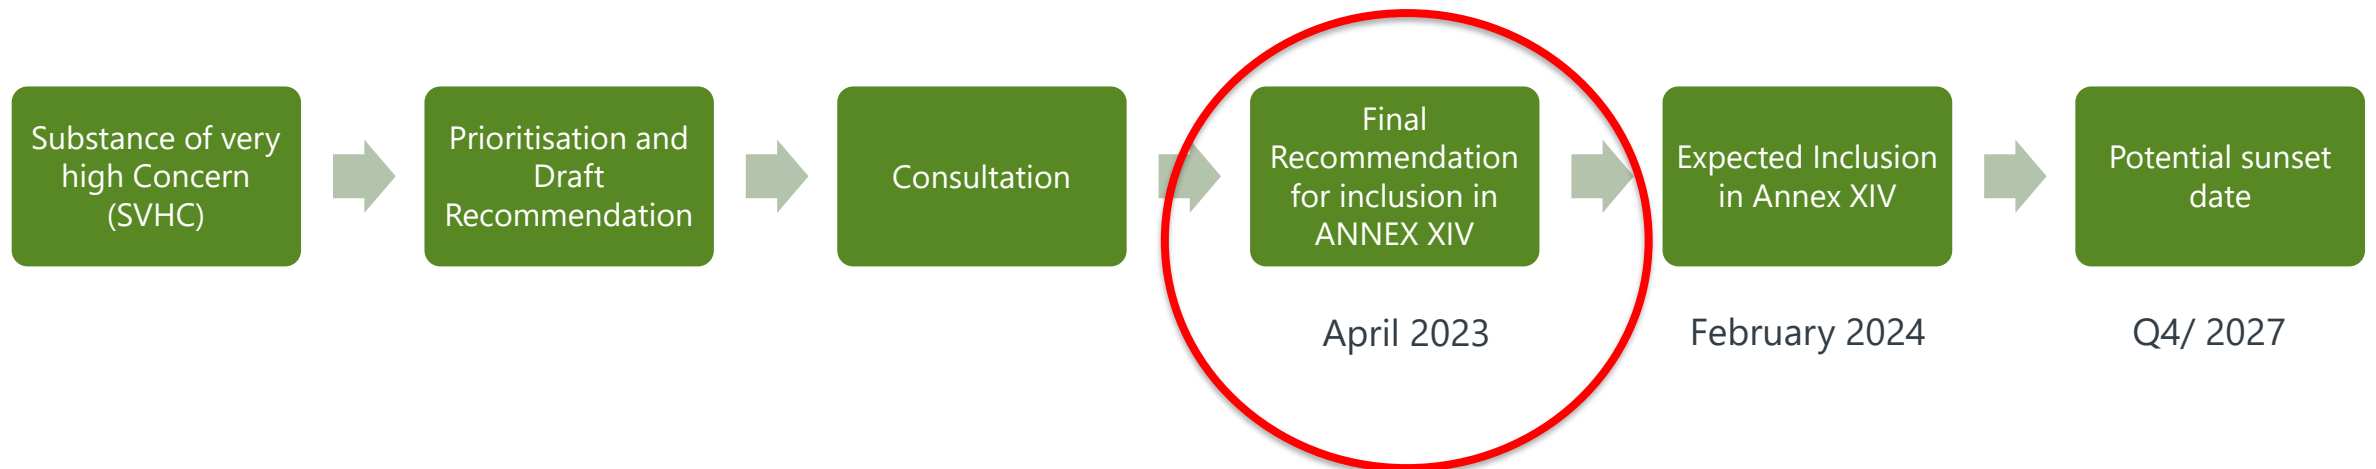 Substance of very
high Concern
(SVHC)
Prioritisation and
Draft
Recommendation
Consultation
Final
Recommendation
for inclusion in
ANNEX XIV
Expected Inclusion
in Annex XIV
Potential sunset
date
April 2023
February 2024
Q4/ 2027